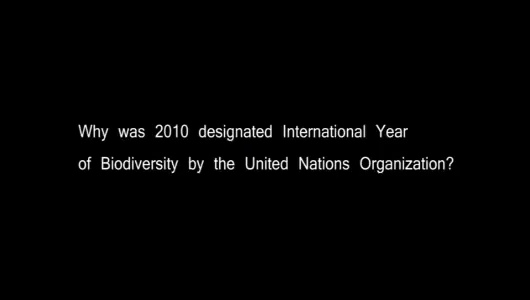 Why was 2010 designated International Year
of Biodiversity by the United Nations Organization?